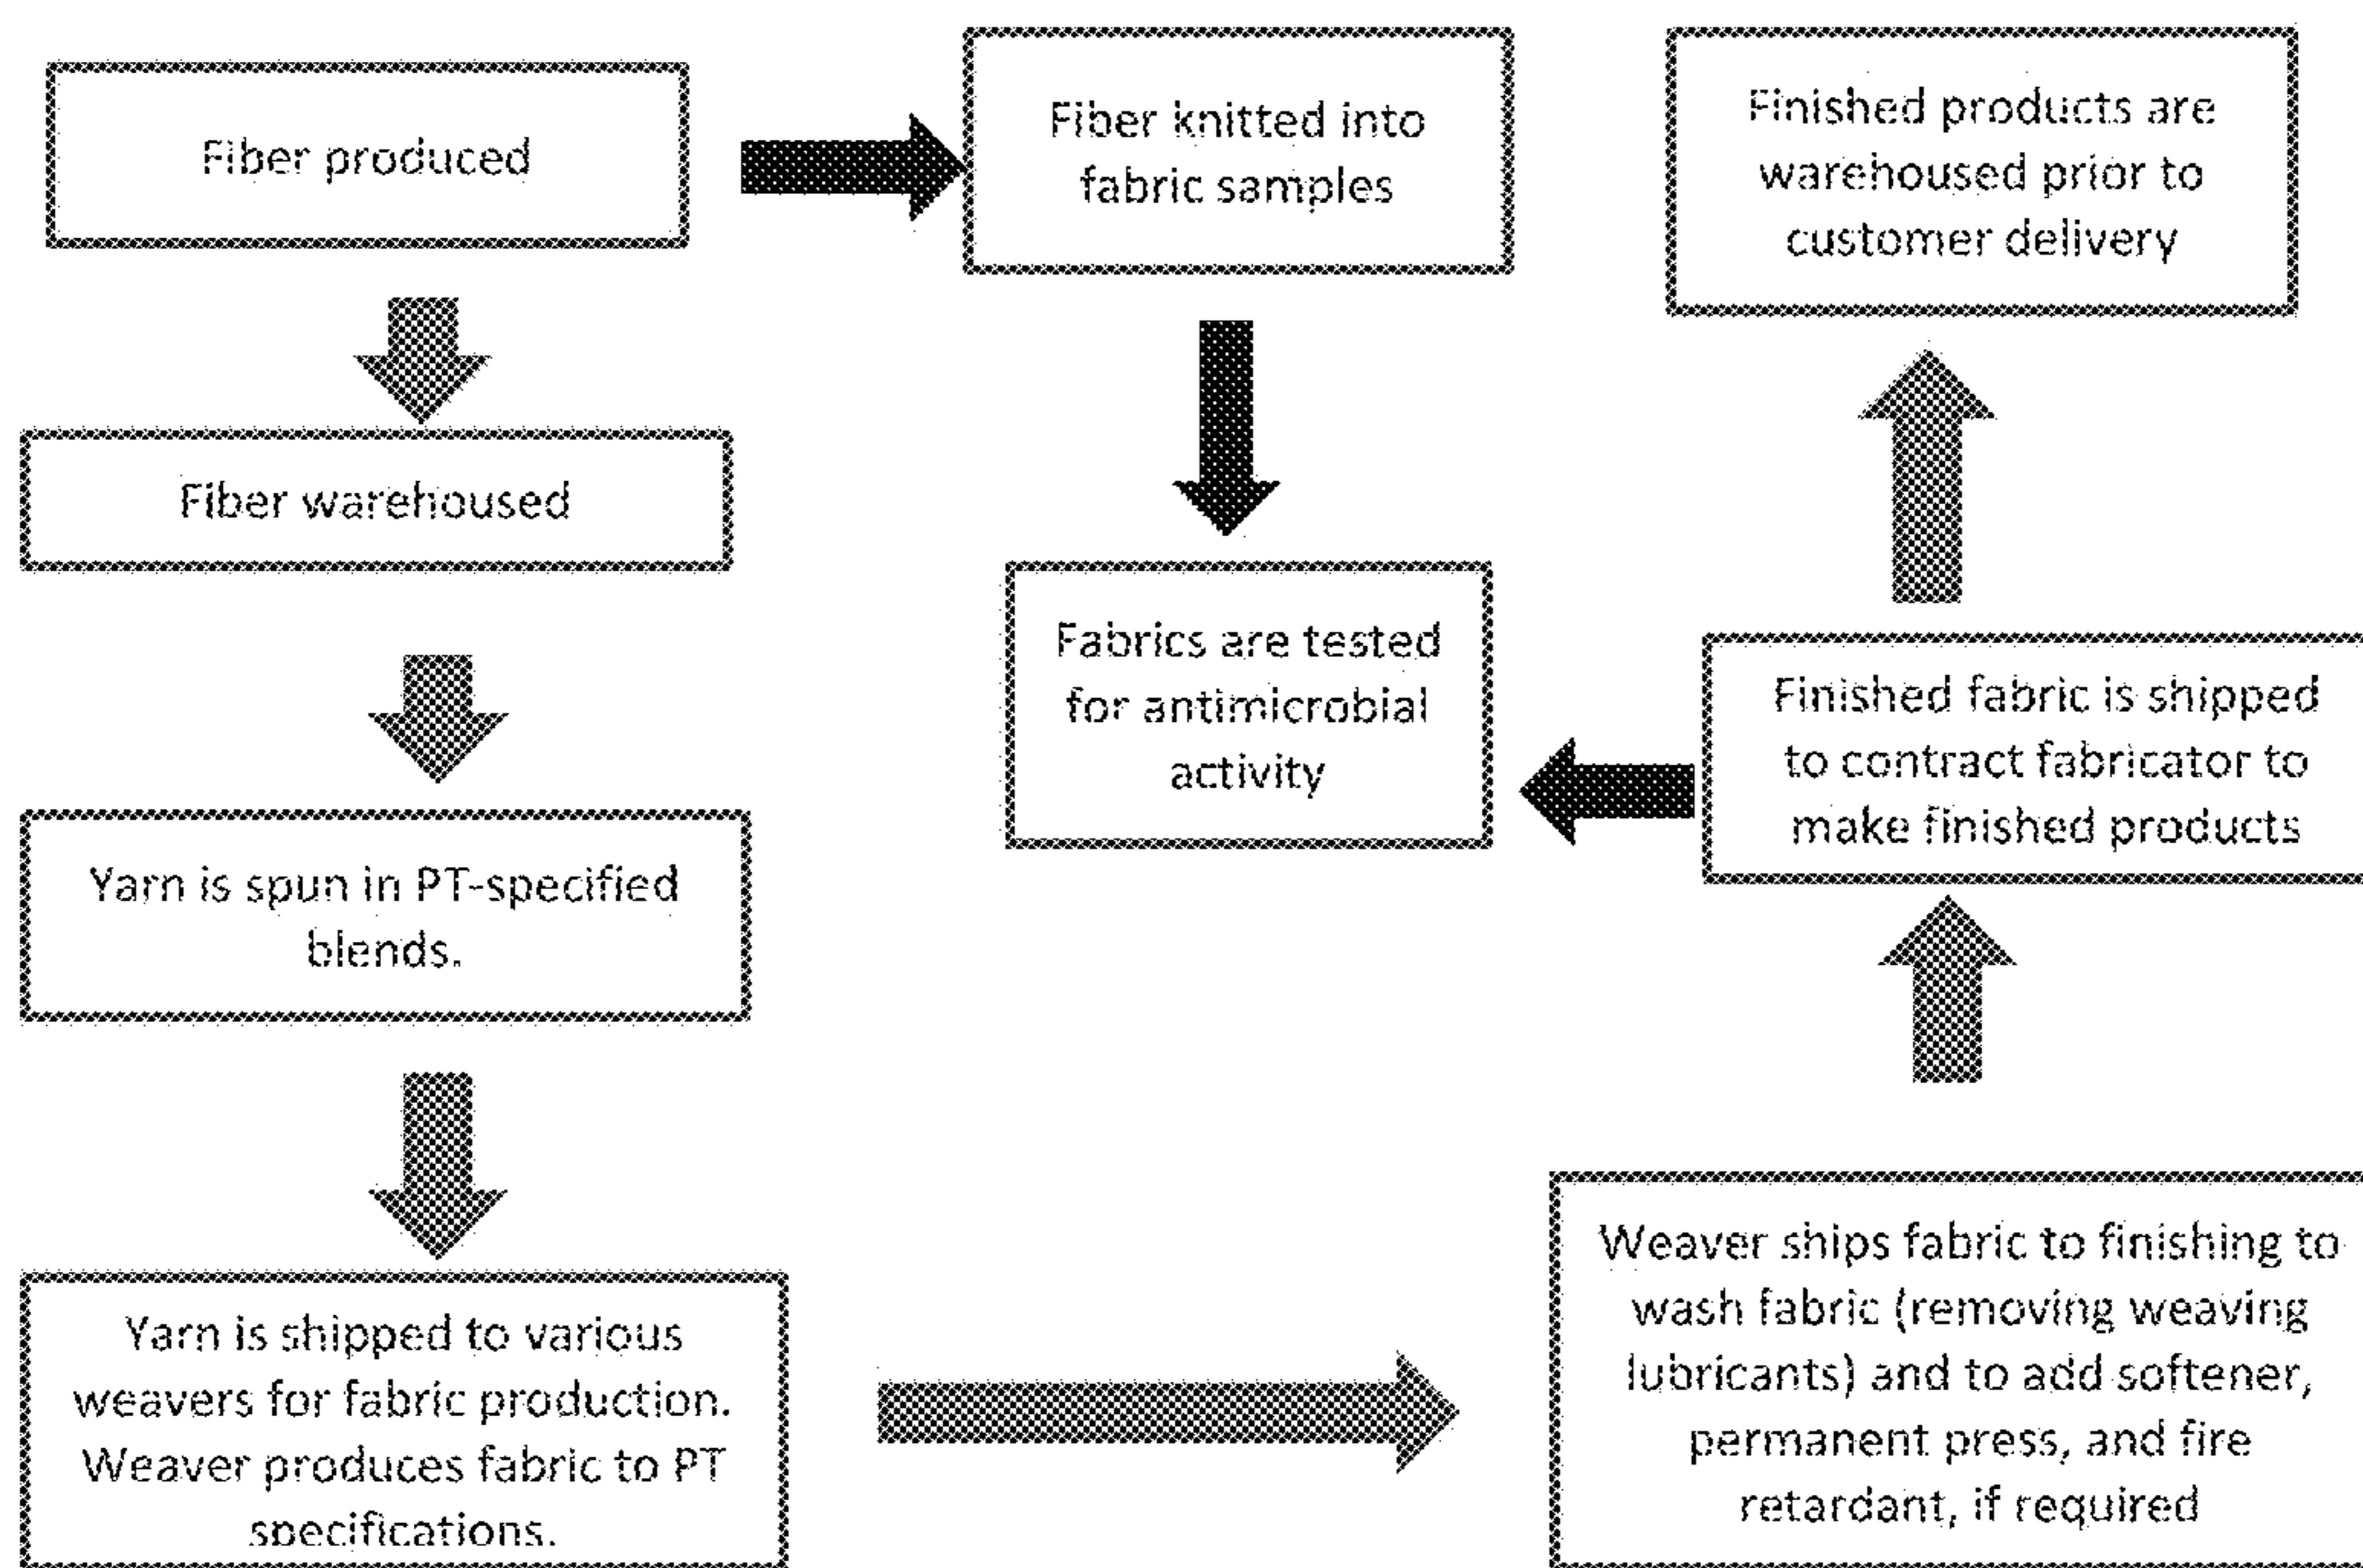 Fiber produced
Fiber knitted into
fabric samples
Finished products are
warehoused prior to
customer delivery
Fiber warehoused
Fabrics are tested
for antimicrobial
activity
Finished fabric is shipped
to contract fabricator to
make finished products
Yarn is spun in PT-specified
blends.
Yarn is shipped to various
weavers for fabric production.
Weaver produces fabric to PT
specifications.
Weaver ships fabric to finishing to
wash fabric (removing weaving
lubricants) and to add softener,
permanent press, and fire
retardant, if required